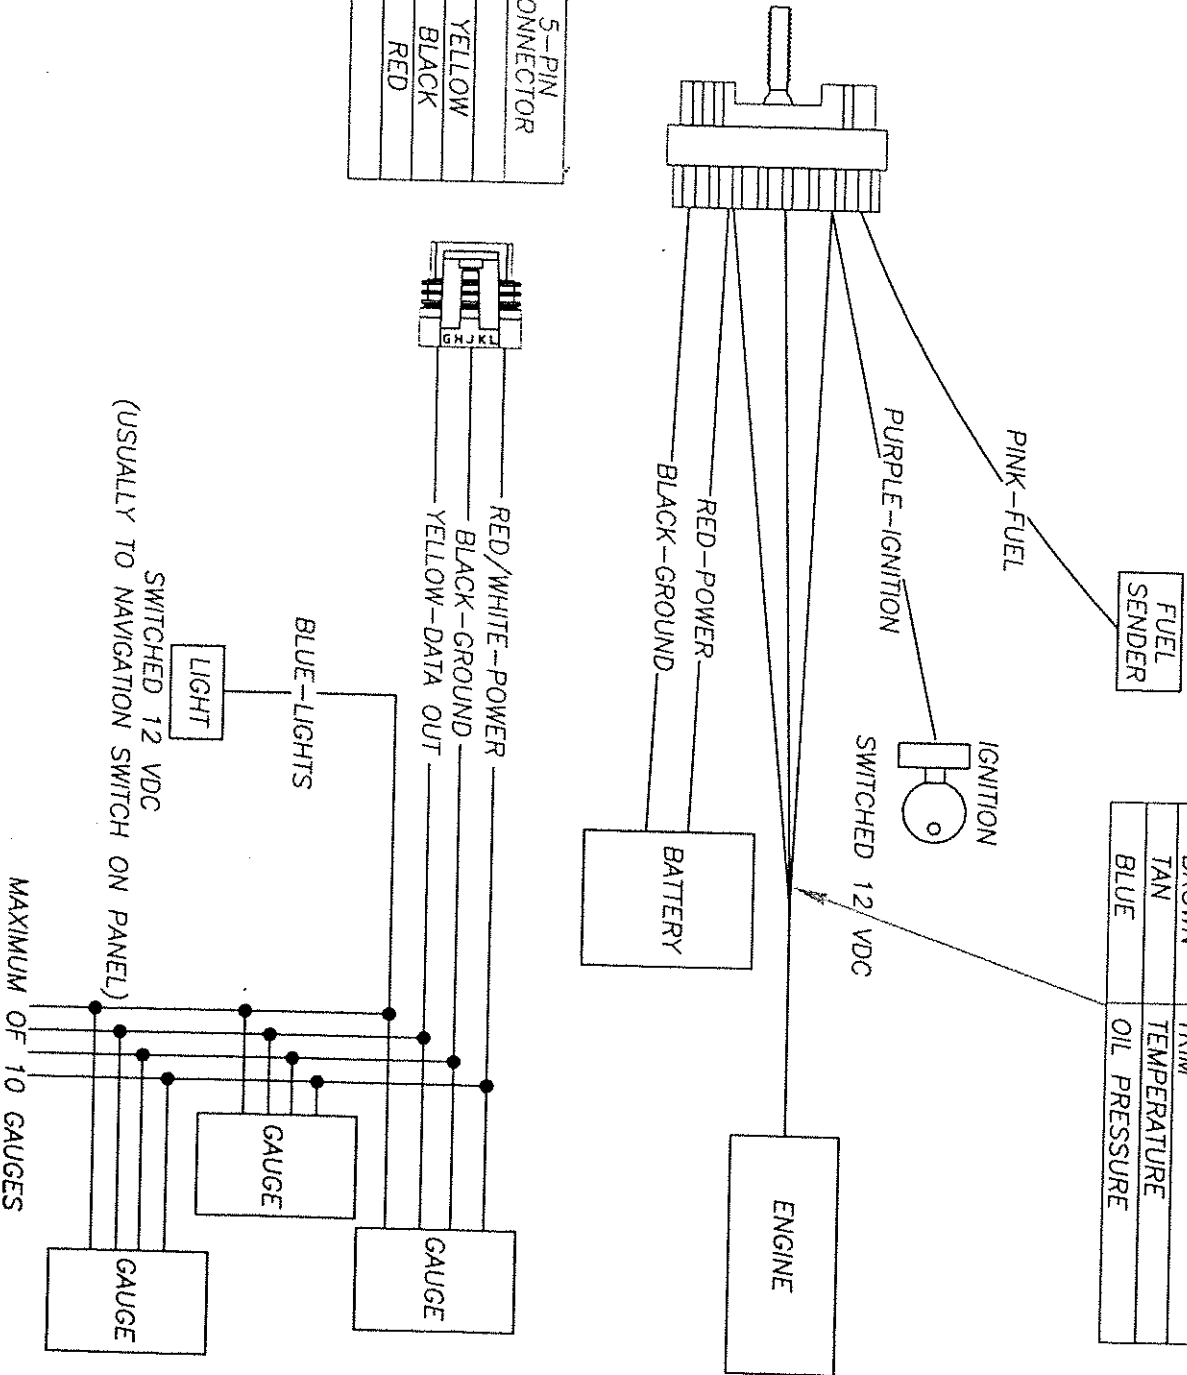 FUEL
SENDER
TAN TEMPERATURE
BLUE OIL PRESSURE
PINK-FUEL
IGNITION
SWITCHED 12 VDC
PURPLE-IGNITION
ENGINE
RED-POWER
BLACK-GROUND
BATTERY
5-PIN
YELLOW
BLACK
RED
GHJKL
RED/WHITE-POWER
BLACK-GROUND
YELLOW-DATA OUT
BLUE-LIGHTS
LIGHT
SWITCHED 12 VDC
(USUALLY TO NAVIGATION SWITCH ON PANEL)
GAUGE
GAUGE
GAUGE
MAXIMUM OF 10 GAUGES